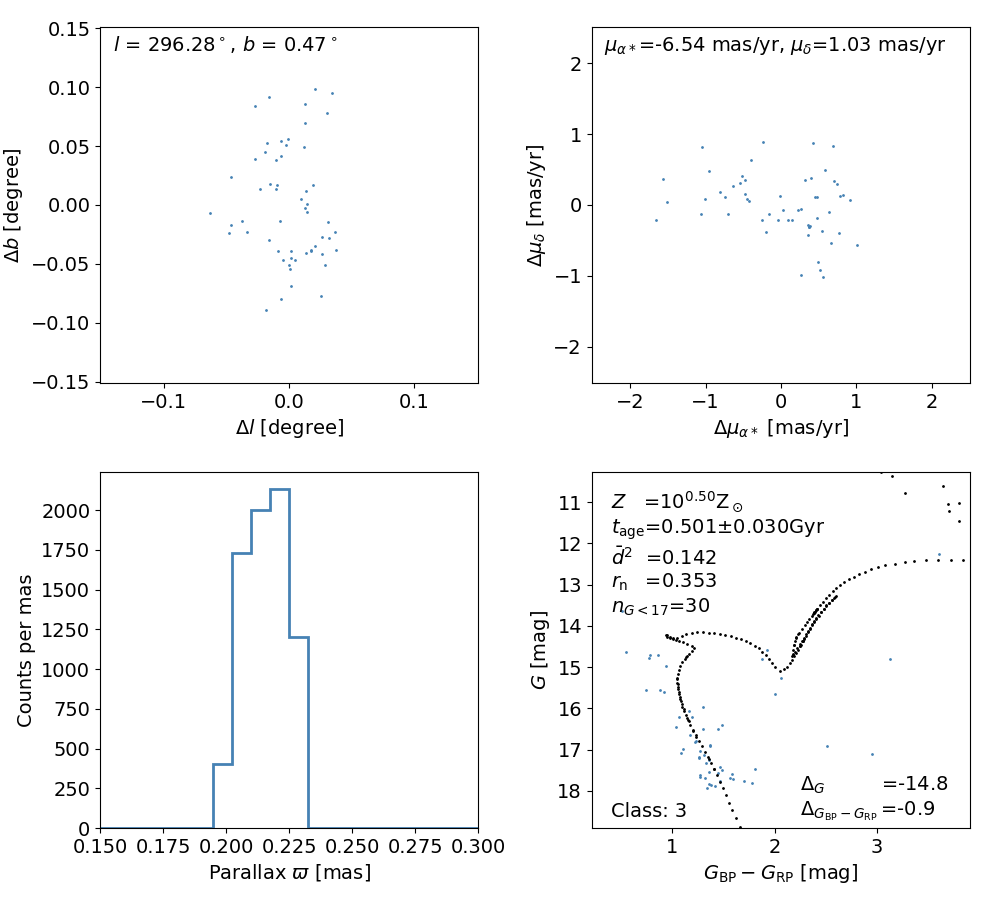 l = 296.28°, b = 0.47°
0.15
0.10
0.05
0.00
−0.05
−0.10
−0.15
Δb [degree]
−0.1 0.0 0.1
Δl [degree]
μα*=-6.54 mas/yr, μδ=1.03 mas/yr
2
1
0
−1
−2
Δμδ [mas/yr]
−2 −1 0 1 2
Δμα* [mas/yr]
2000
1750
1500
1250
1000
750
500
250
0
Counts per mas
0.150 0.175 0.200 0.225 0.250 0.275 0.300
Parallax ϖ [mas]
Z =10^0.50 Z⊙
t_age=0.501±0.030Gyr
d̄² =0.142
r_n =0.353
n_G<17=30
11
12
13
14
15
16
17
18
G [mag]
Δ_G =-14.8
Δ_G_BP−G_RP =-0.9
Class: 3
1 2 3
G_BP − G_RP [mag]